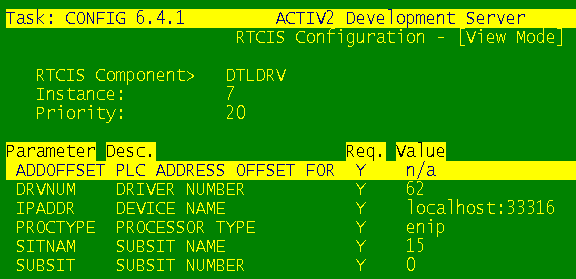 Task: CONFIG 6.4.1 ACTIV2 Development Server
RTCIS Configuration - [View Mode]
RTCIS Component> DTLDRV
Instance: 7
Priority: 20
Parameter Desc. Req. Value
ADDOFFSET PLC ADDRESS OFFSET FOR Y n/a
DRVNUM DRIVER NUMBER Y 62
IPADDR DEVICE NAME Y localhost:33316
PROCTYPE PROCESSOR TYPE Y enip
SITNAM SUBSIT NAME Y 15
SUBSIT SUBSIT NUMBER Y 0